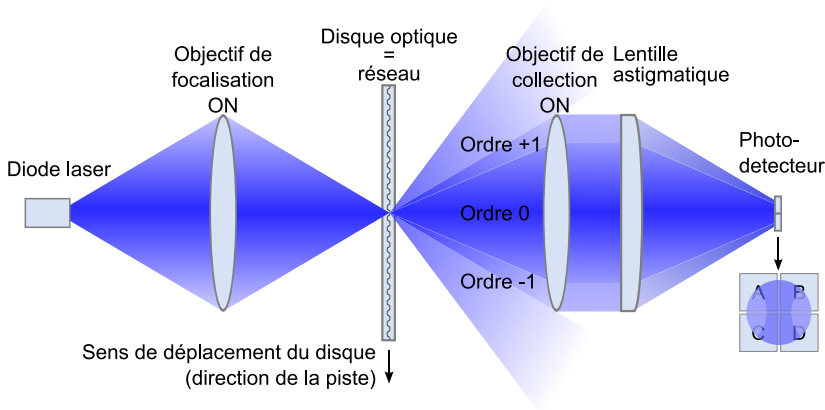 Diode laser
Objectif de
focalisation
ON
Disque optique
=
réseau
Objectif de
collection
ON
Lentille
astigmatique
Ordre +1
Ordre 0
Ordre -1
Photo-
detecteur
A B
C D
Sens de déplacement du disque
(direction de la piste)